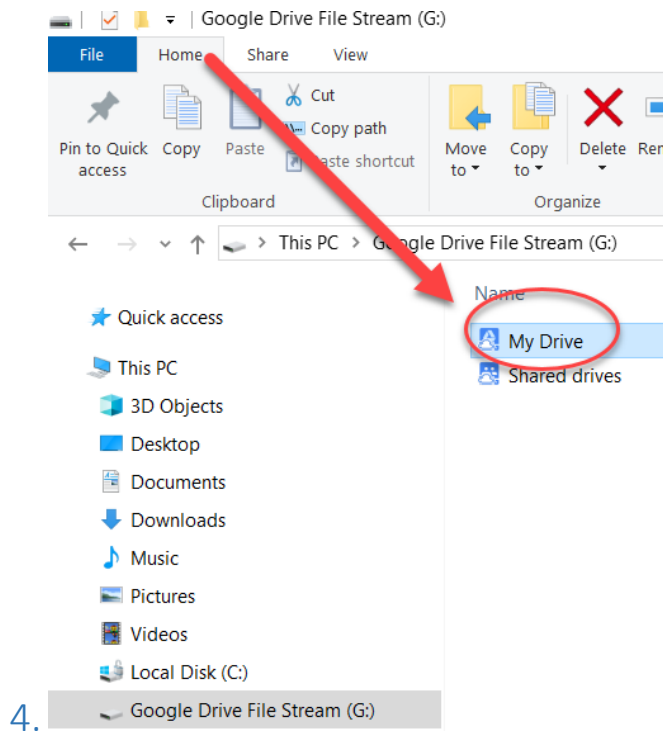 Google Drive File Stream (G:)
File Home Share View
Pin to Quick access
Copy
Paste
Cut
Copy path
Paste shortcut
Move to
Copy to
Delete
Clipboard
Organize
This PC > Google Drive File Stream (G:)
Name
Quick access
My Drive
Shared drives
This PC
3D Objects
Desktop
Documents
Downloads
Music
Pictures
Videos
Local Disk (C:)
4. Google Drive File Stream (G:)